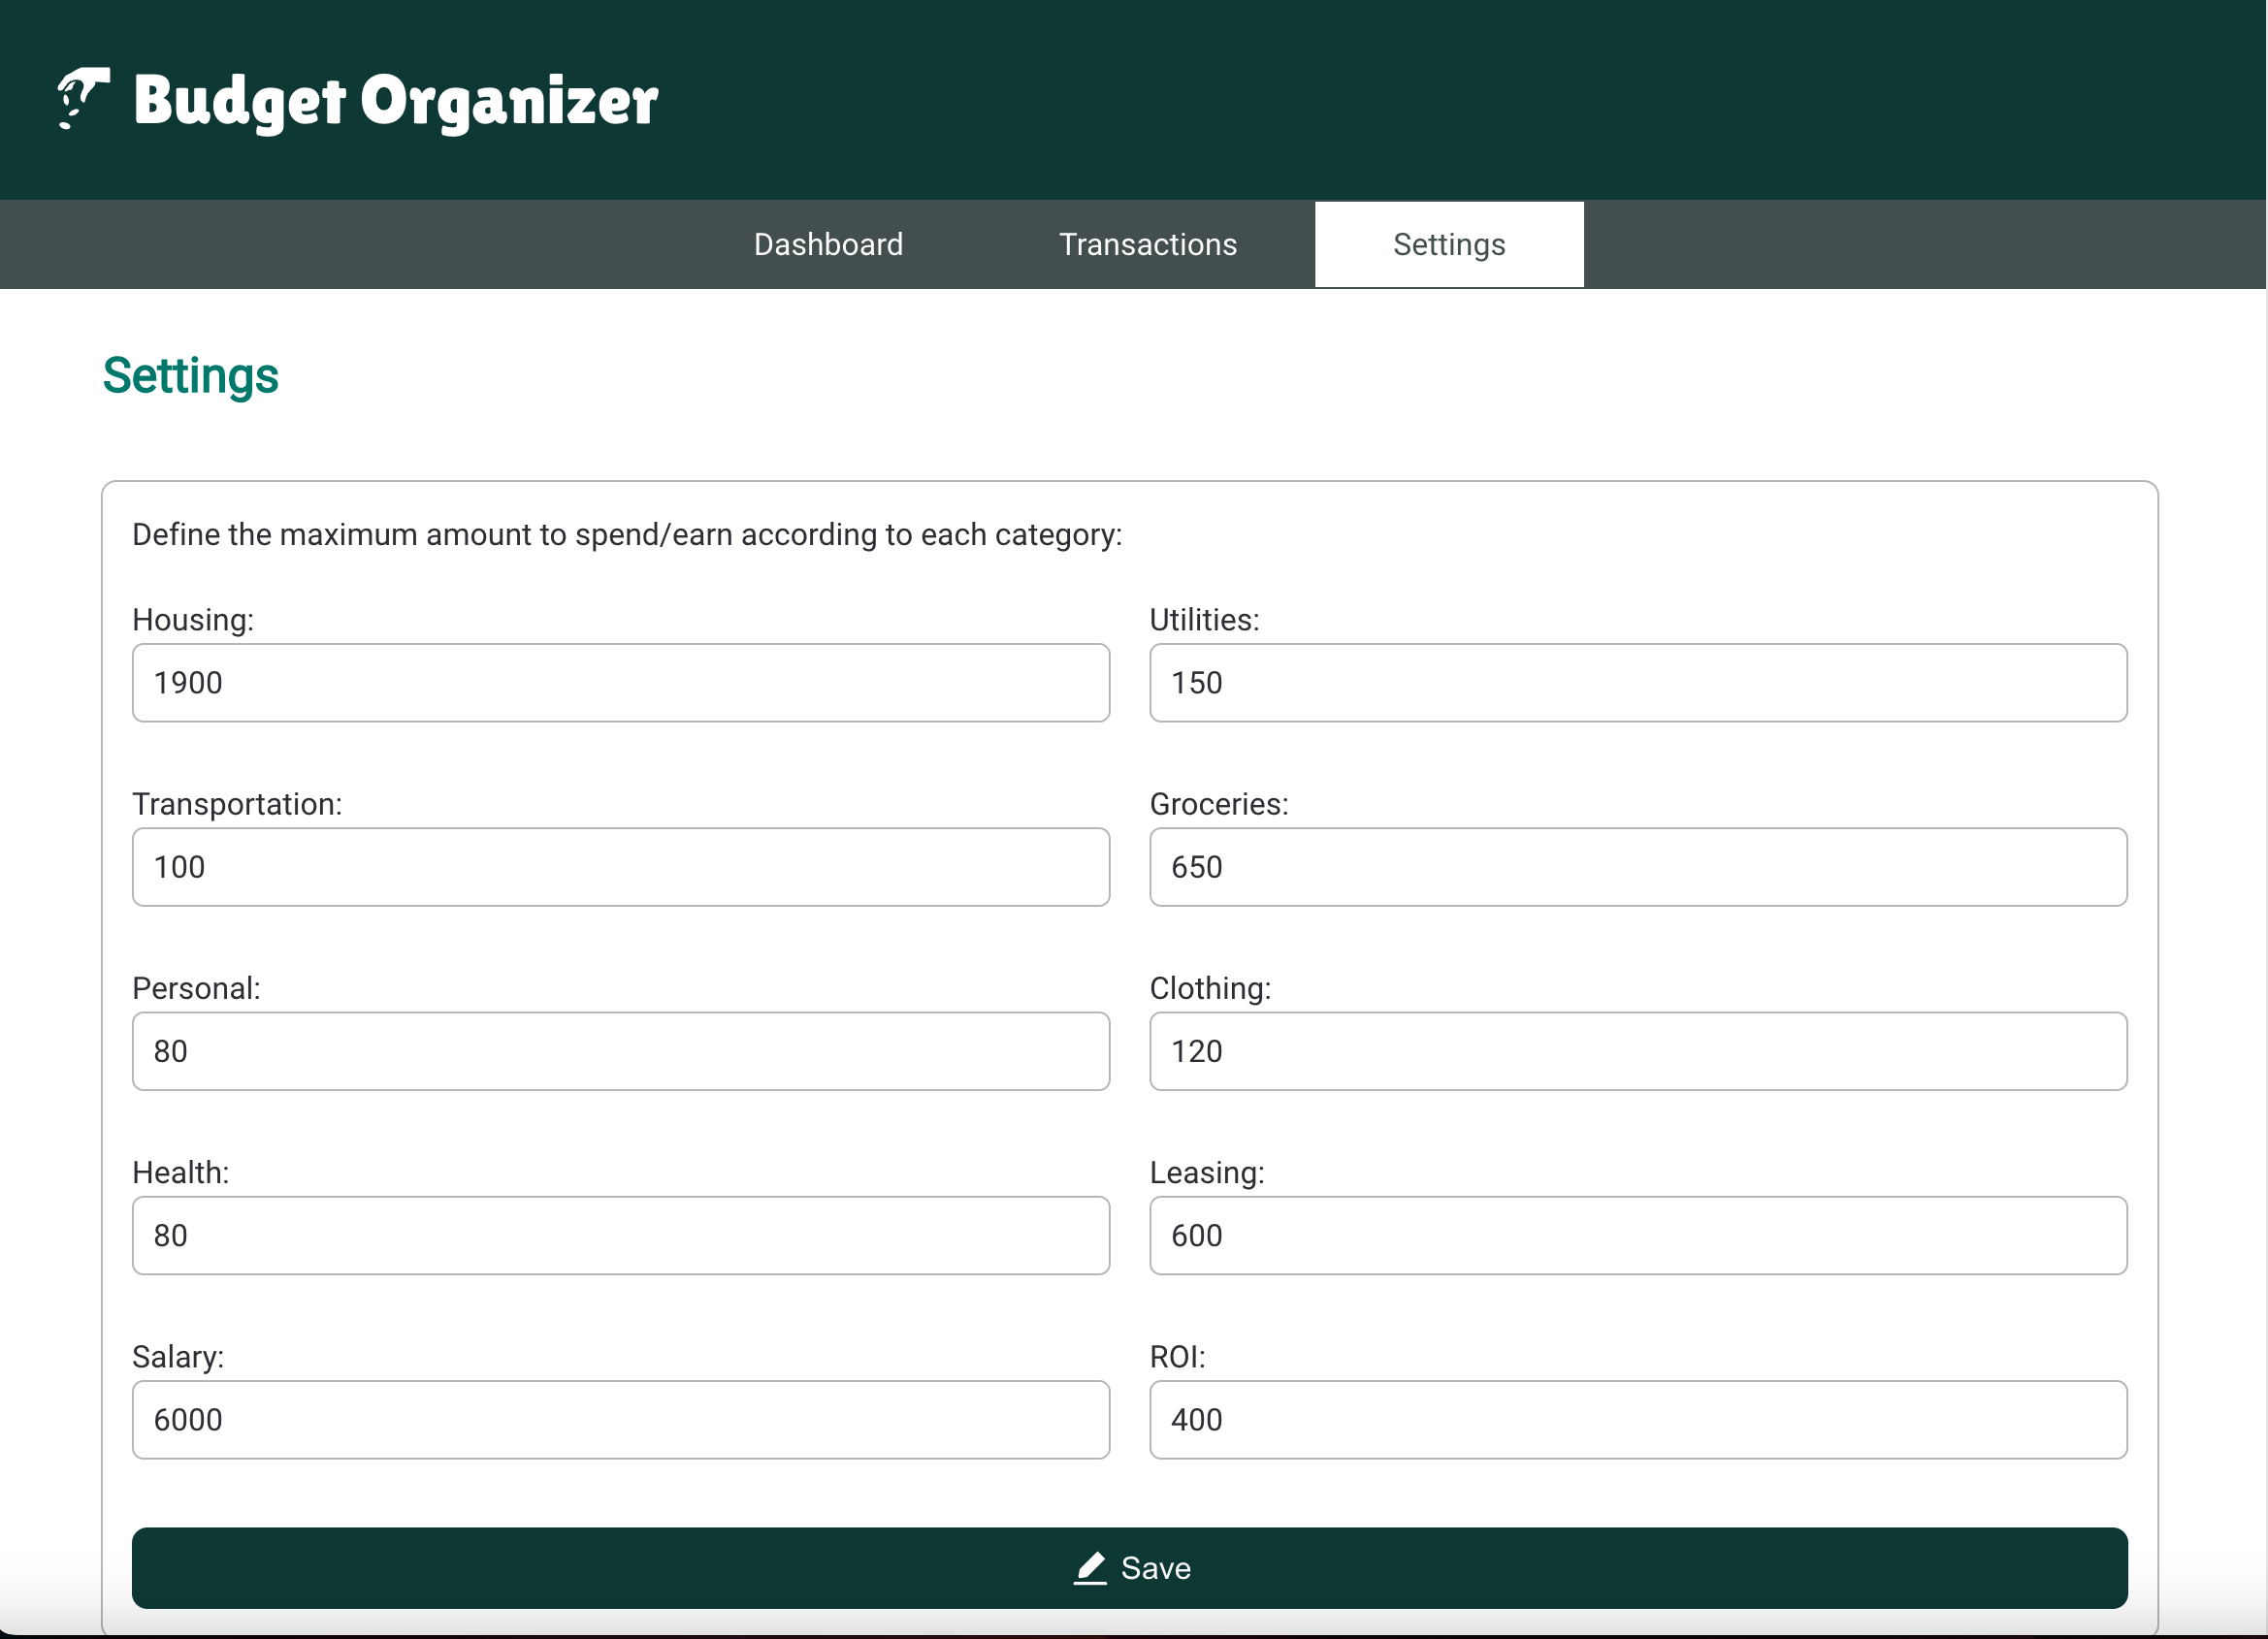 Budget Organizer
Dashboard Transactions Settings
Settings
Define the maximum amount to spend/earn according to each category:
Housing: Utilities:
1900 150
Transportation: Groceries:
100 650
Personal: Clothing:
80 120
Health: Leasing:
80 600
Salary: ROI:
6000 400
Save